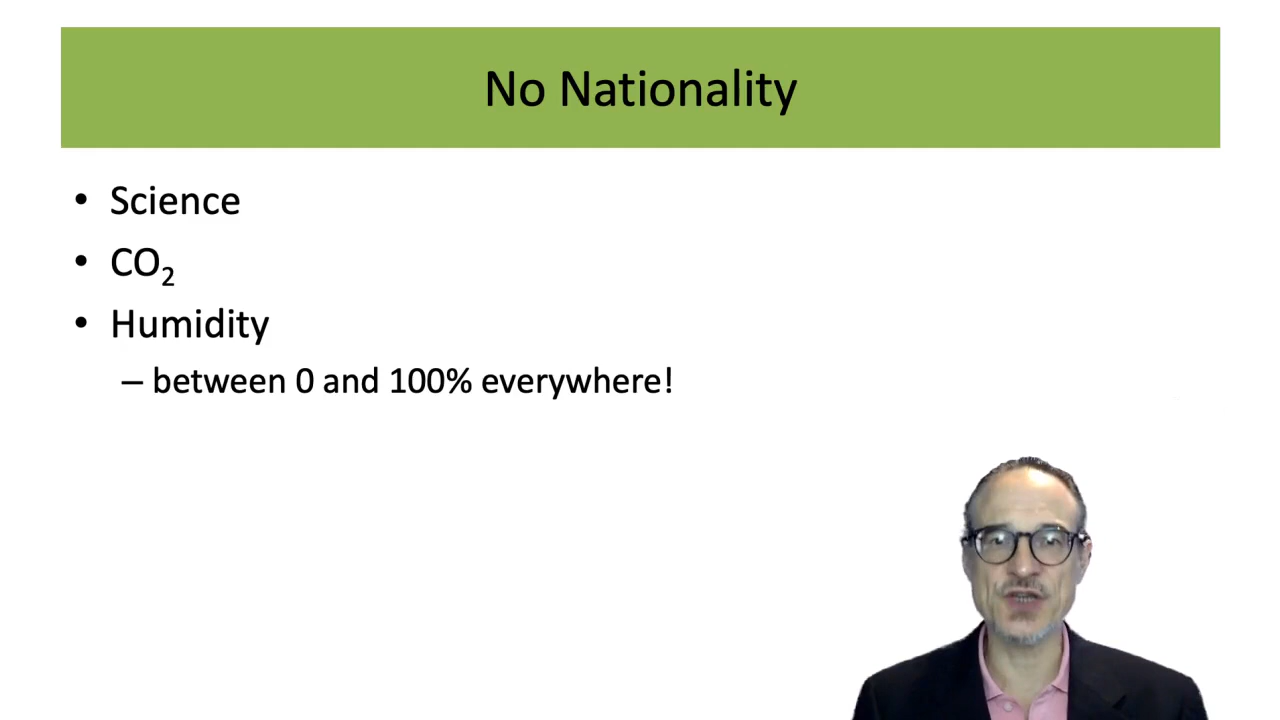 No Nationality
• Science
• CO₂
• Humidity
– between 0 and 100% everywhere!